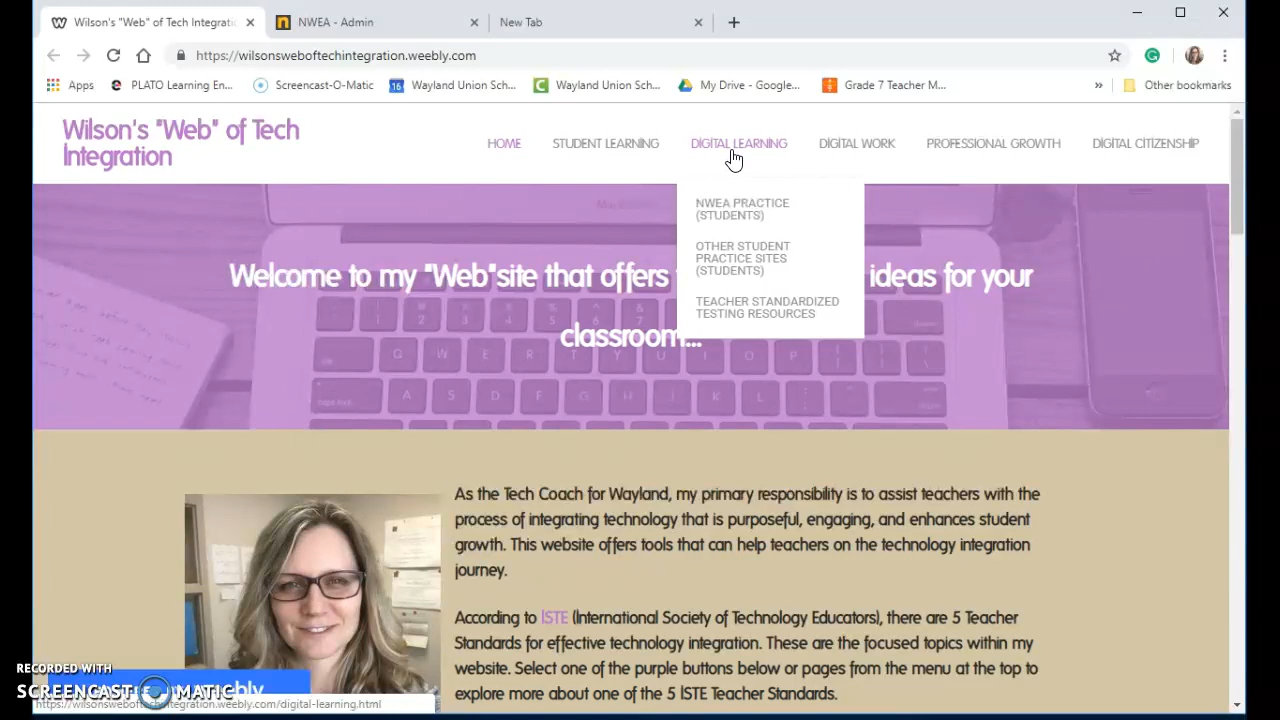 Wilson's "Web" of Tech Integrati
NWEA - Admin
New Tab
https://wilsonsweboftechintegration.weebly.com
Apps
PLATO Learning En...
Screencast-O-Matic
16
Wayland Union Sch...
Wayland Union Sch...
My Drive - Google...
Grade 7 Teacher M...
»
Other bookmarks
Wilson's "Web" of Tech
Integration
HOME
STUDENT LEARNING
DIGITAL LEARNING
DIGITAL WORK
PROFESSIONAL GROWTH
DIGITAL CITIZENSHIP
NWEA PRACTICE
(STUDENTS)
OTHER STUDENT
PRACTICE SITES
(STUDENTS)
TEACHER STANDARDIZED
TESTING RESOURCES
Welcome to my "Web"site that offers ideas for your
classroom...
As the Tech Coach for Wayland, my primary responsibility is to assist teachers with the
process of integrating technology that is purposeful, engaging, and enhances student
growth. This website offers tools that can help teachers on the technology integration
journey.
According to ISTE (International Society of Technology Educators), there are 5 Teacher
Standards for effective technology integration. These are the focused topics within my
website. Select one of the purple buttons below or pages from the menu at the top to
explore more about one of the 5 ISTE Teacher Standards.
RECORDED WITH
SCREENCAST-O-MATIC
https://wilsonsweboftechintegration.weebly.com/digital-learning.html